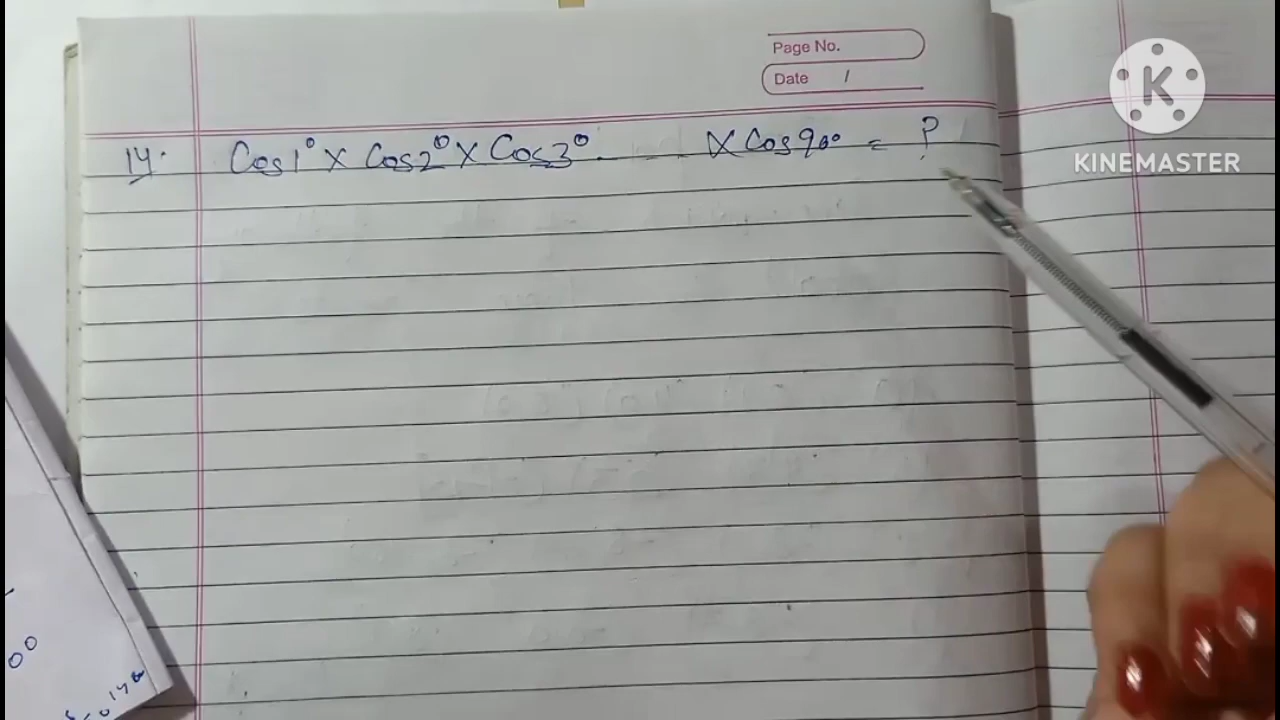 Page No.
Date /
K
KINEMASTER
14. Cos1° × Cos2° × Cos3° - - - - × Cos90° = ?